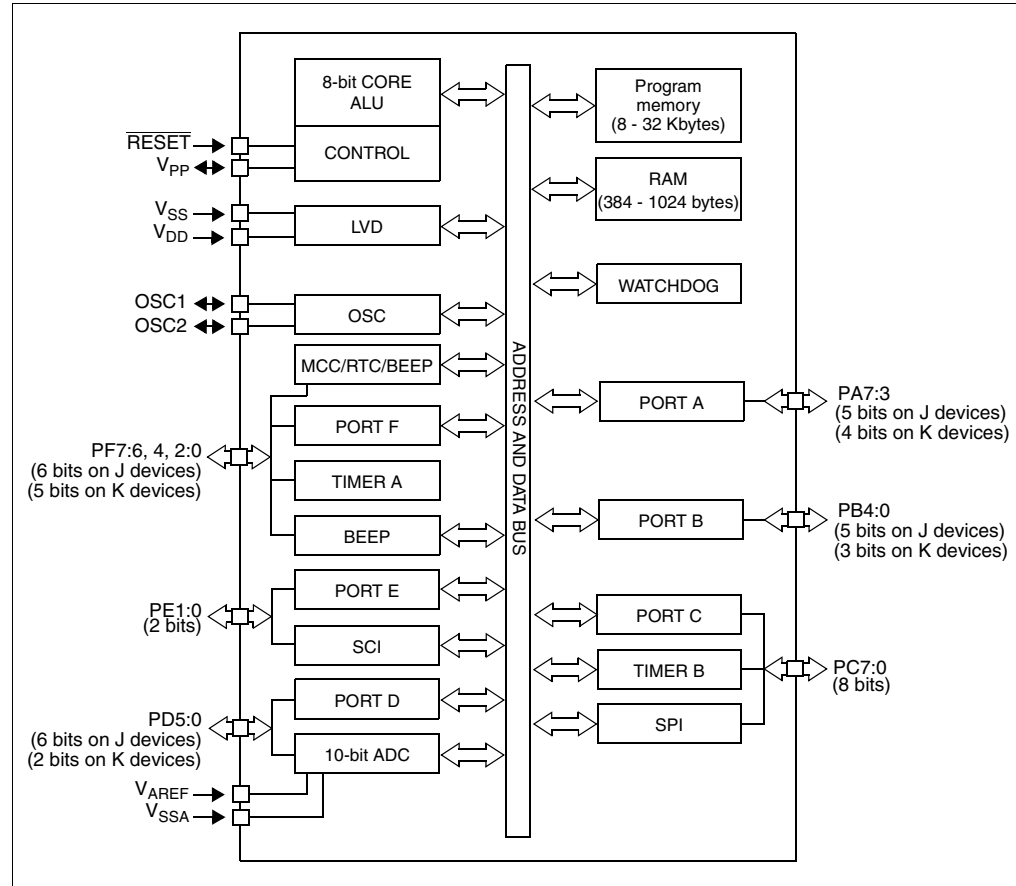 8-bit CORE
ALU
CONTROL
RESET
VPP
VSS
VDD
LVD
OSC1
OSC2
OSC
MCC/RTC/BEEP
PORT F
TIMER A
BEEP
PF7:6, 4, 2:0
(6 bits on J devices)
(5 bits on K devices)
PORT E
SCI
PE1:0
(2 bits)
PORT D
10-bit ADC
PD5:0
(6 bits on J devices)
(2 bits on K devices)
VAREF
VSSA
ADDRESS AND DATA BUS
Program
memory
(8 - 32 Kbytes)
RAM
(384 - 1024 bytes)
WATCHDOG
PORT A
PA7:3
(5 bits on J devices)
(4 bits on K devices)
PORT B
PB4:0
(5 bits on J devices)
(3 bits on K devices)
PORT C
TIMER B
SPI
PC7:0
(8 bits)